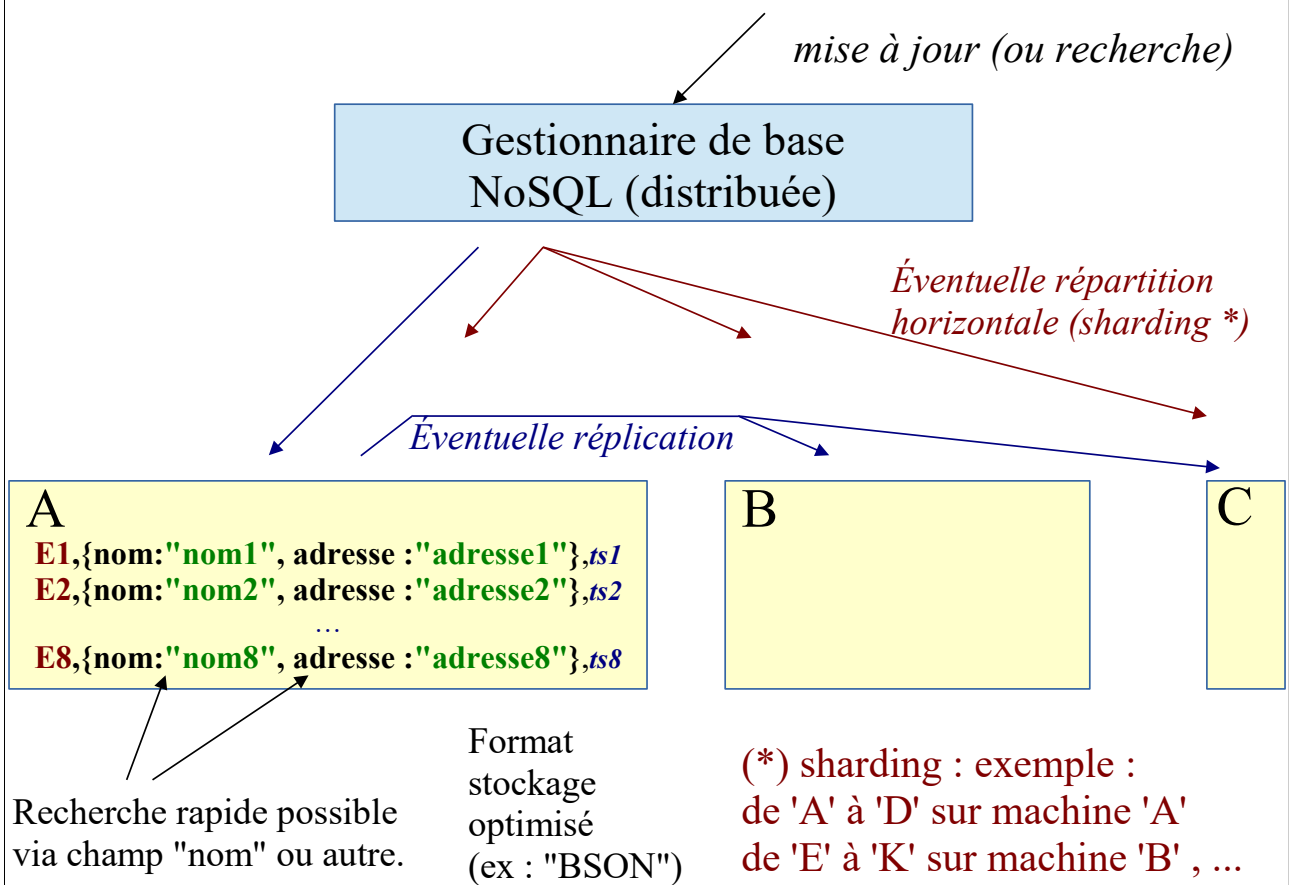 mise à jour (ou recherche)
Gestionnaire de base
NoSQL (distribuée)
Éventuelle répartition
horizontale (sharding *)
Éventuelle réplication
A
E1,{nom:"nom1", adresse :"adresse1"},ts1
E2,{nom:"nom2", adresse :"adresse2"},ts2
…
E8,{nom:"nom8", adresse :"adresse8"},ts8
B
C
Recherche rapide possible
via champ "nom" ou autre.
Format
stockage
optimisé
(ex : "BSON")
(*) sharding : exemple :
de 'A' à 'D' sur machine 'A'
de 'E' à 'K' sur machine 'B' , ...